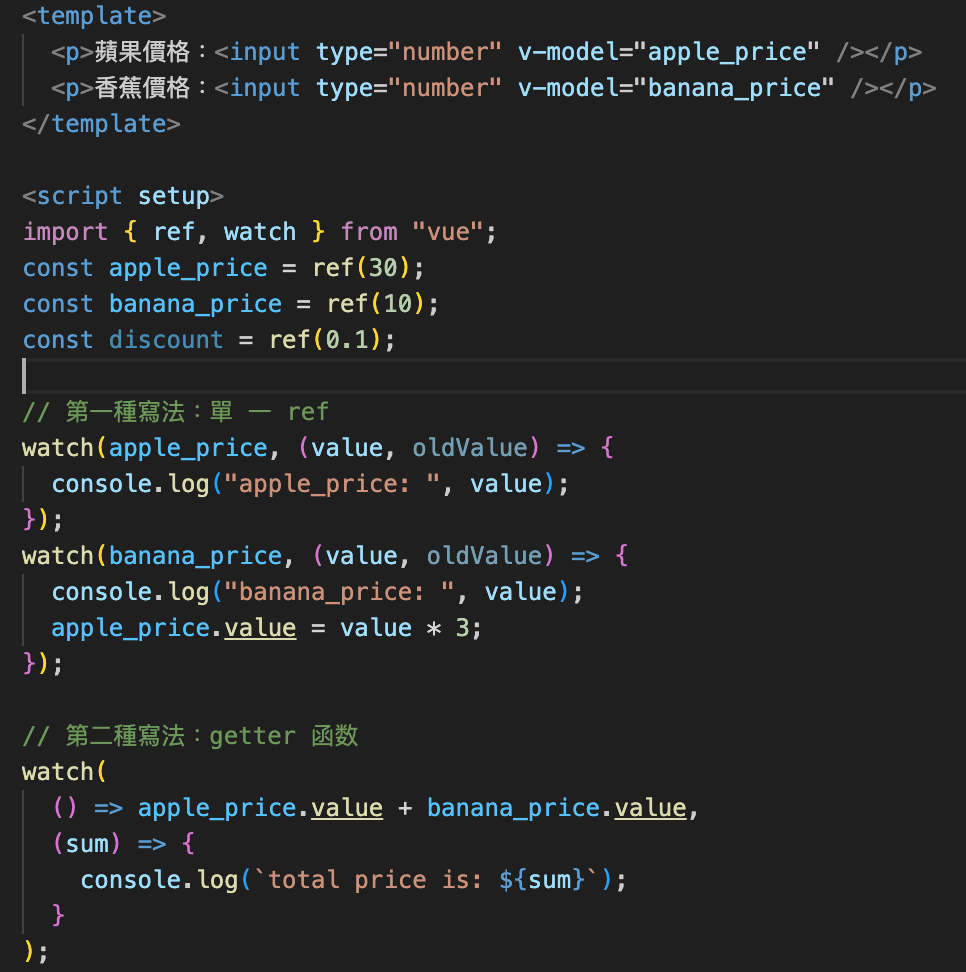 <template>
  <p>蘋果價格：<input type="number" v-model="apple_price" /></p>
  <p>香蕉價格：<input type="number" v-model="banana_price" /></p>
</template>

<script setup>
import { ref, watch } from "vue";
const apple_price = ref(30);
const banana_price = ref(10);
const discount = ref(0.1);

// 第一種寫法：單 一 ref
watch(apple_price, (value, oldValue) => {
  console.log("apple_price: ", value);
});
watch(banana_price, (value, oldValue) => {
  console.log("banana_price: ", value);
  apple_price.value = value * 3;
});

// 第二種寫法：getter 函数
watch(
  () => apple_price.value + banana_price.value,
  (sum) => {
    console.log(`total price is: ${sum}`);
  }
);